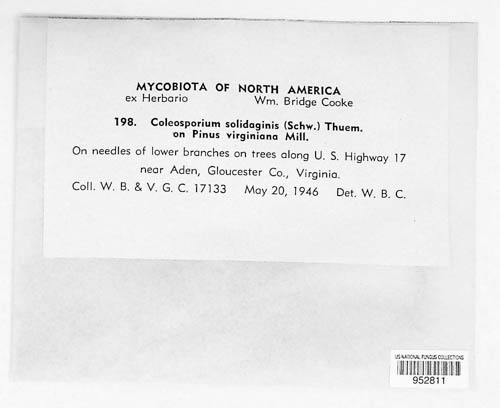 MYCOBIOTA OF NORTH AMERICA
ex Herbario Wm. Bridge Cooke
198. Coleosporium solidaginis (Schw.) Thuem.
on Pinus virginiana Mill.
On needles of lower branches on trees along U. S. Highway 17
near Aden, Gloucester Co., Virginia.
Coll. W. B. & V. G. C. 17133 May 20, 1946 Det. W. B. C.
US NATIONAL FUNGUS COLLECTIONS
952811